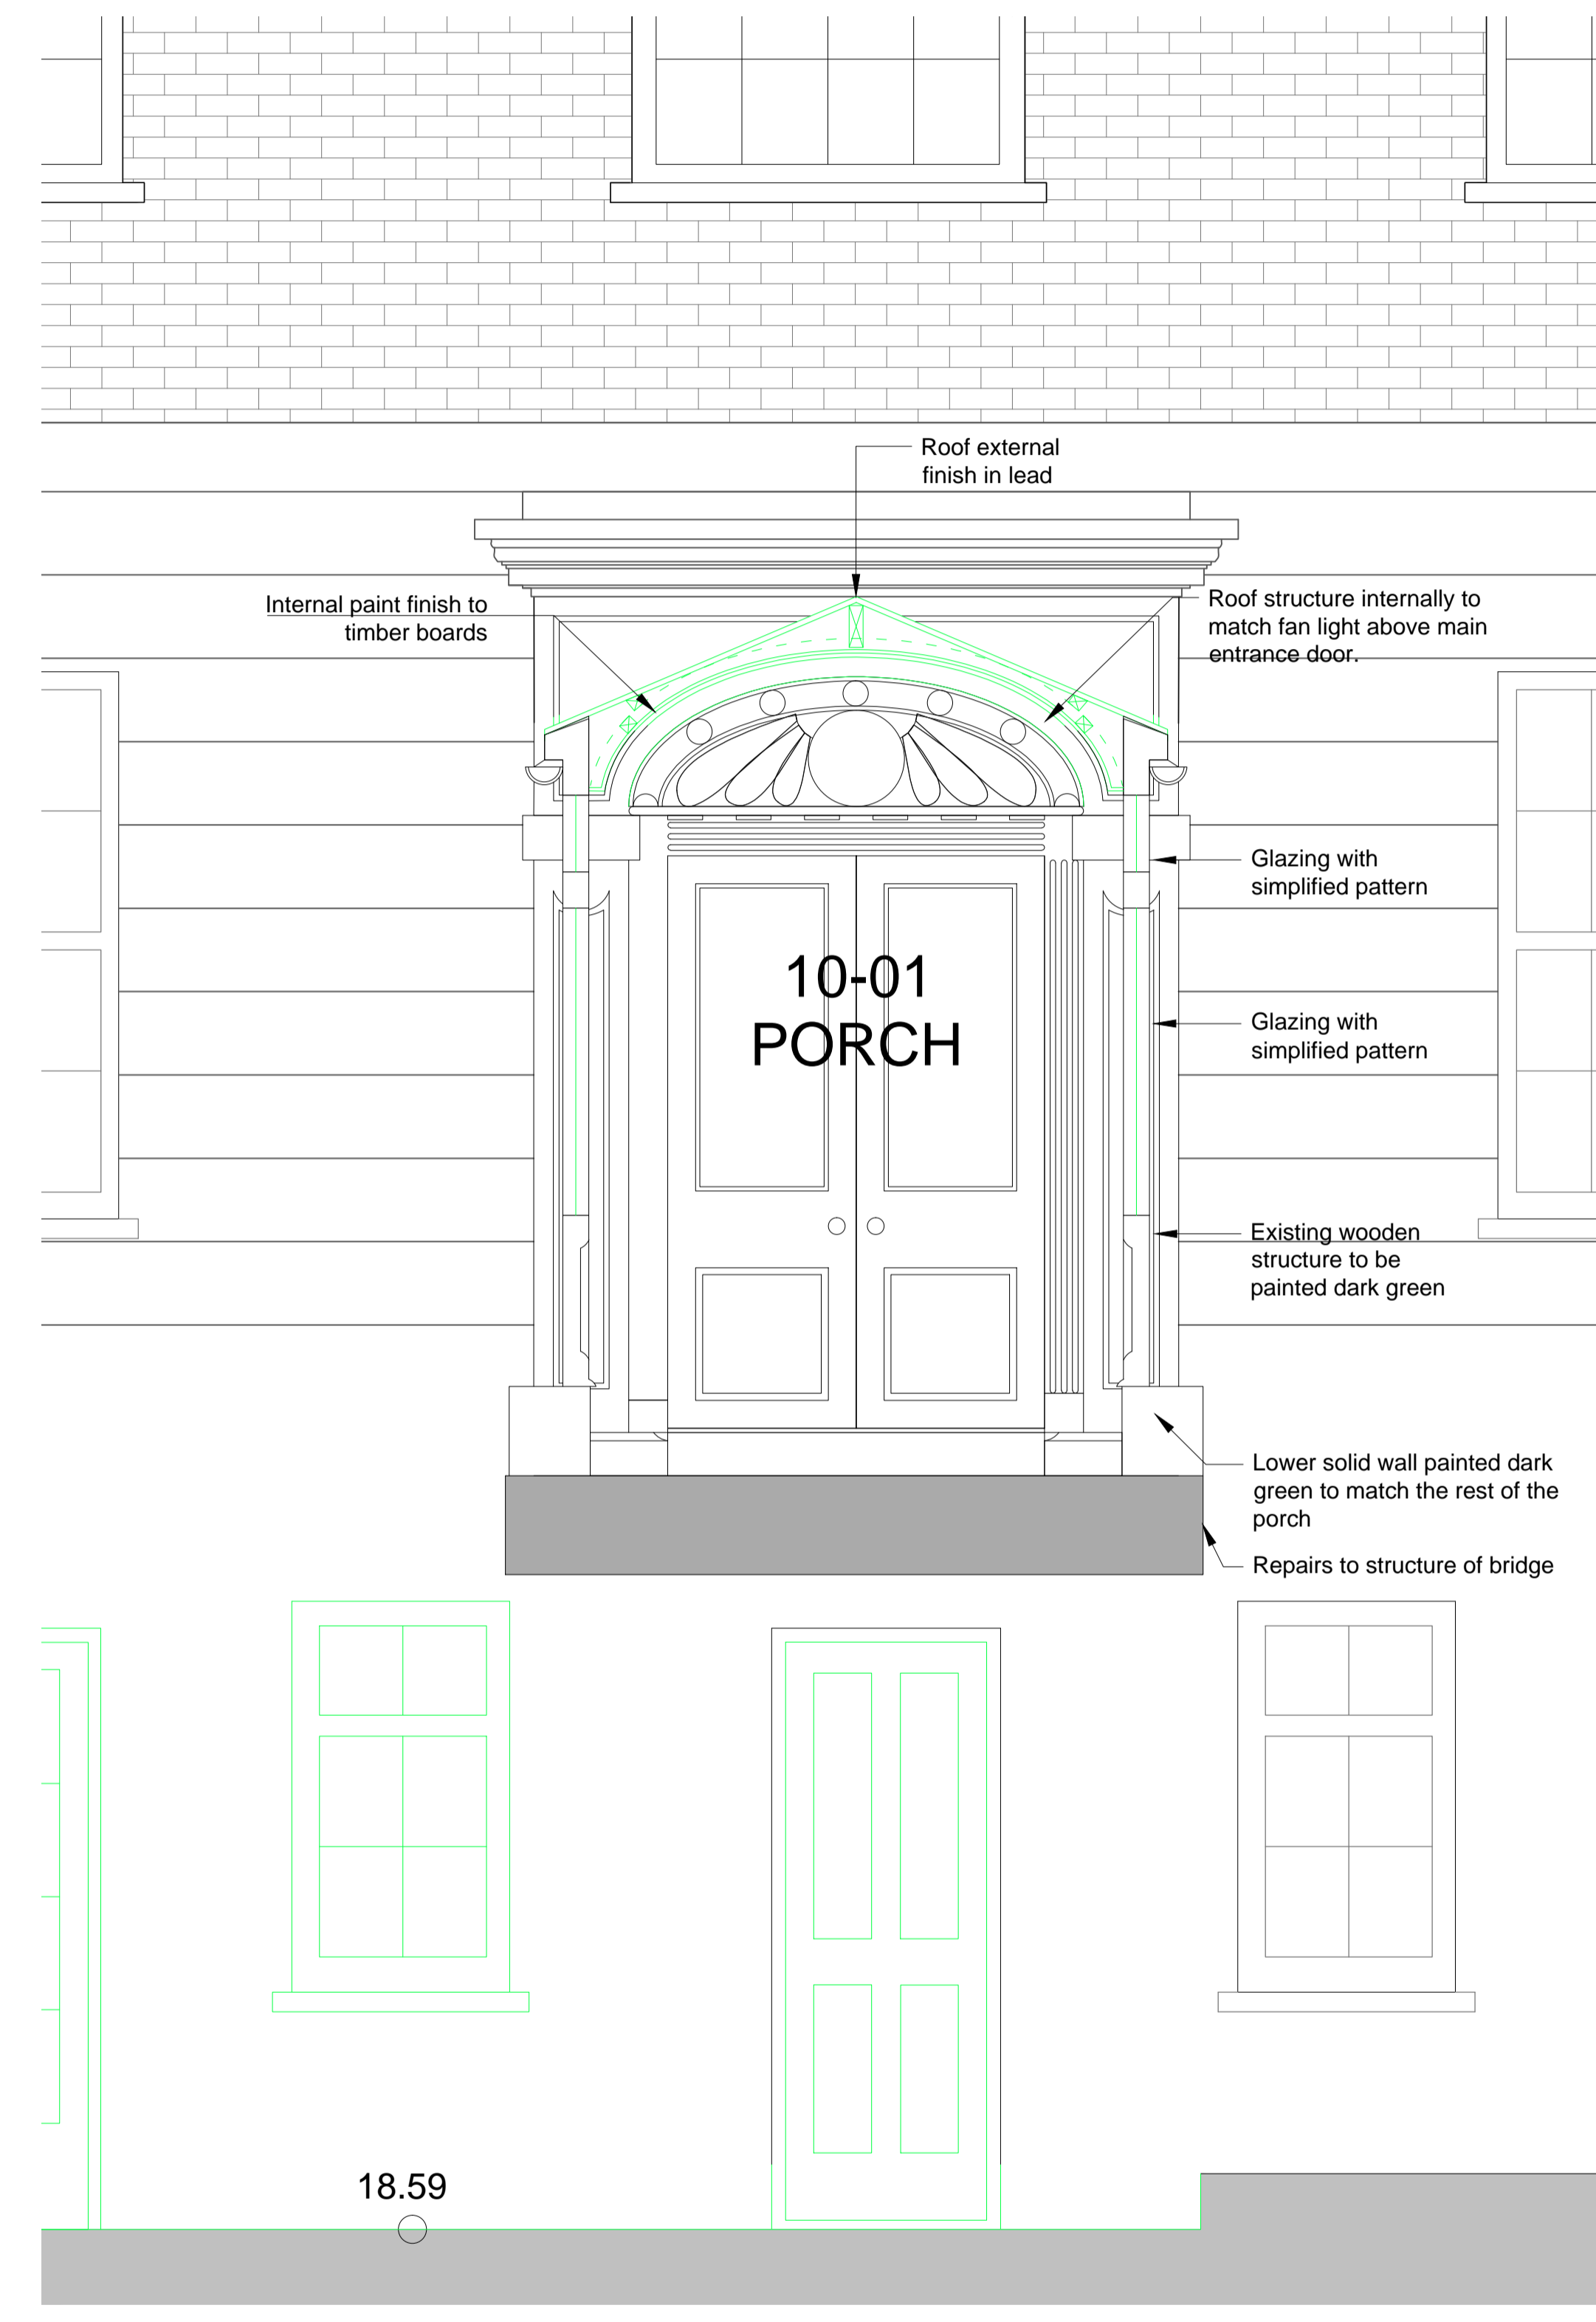 Roof external
finish in lead
Internal paint finish to
timber boards
Roof structure internally to
match fan light above main
entrance door.
Glazing with
simplified pattern
10-01
PORCH
Glazing with
simplified pattern
Existing wooden
structure to be
painted dark green
Lower solid wall painted dark
green to match the rest of the
porch
Repairs to structure of bridge
18.59